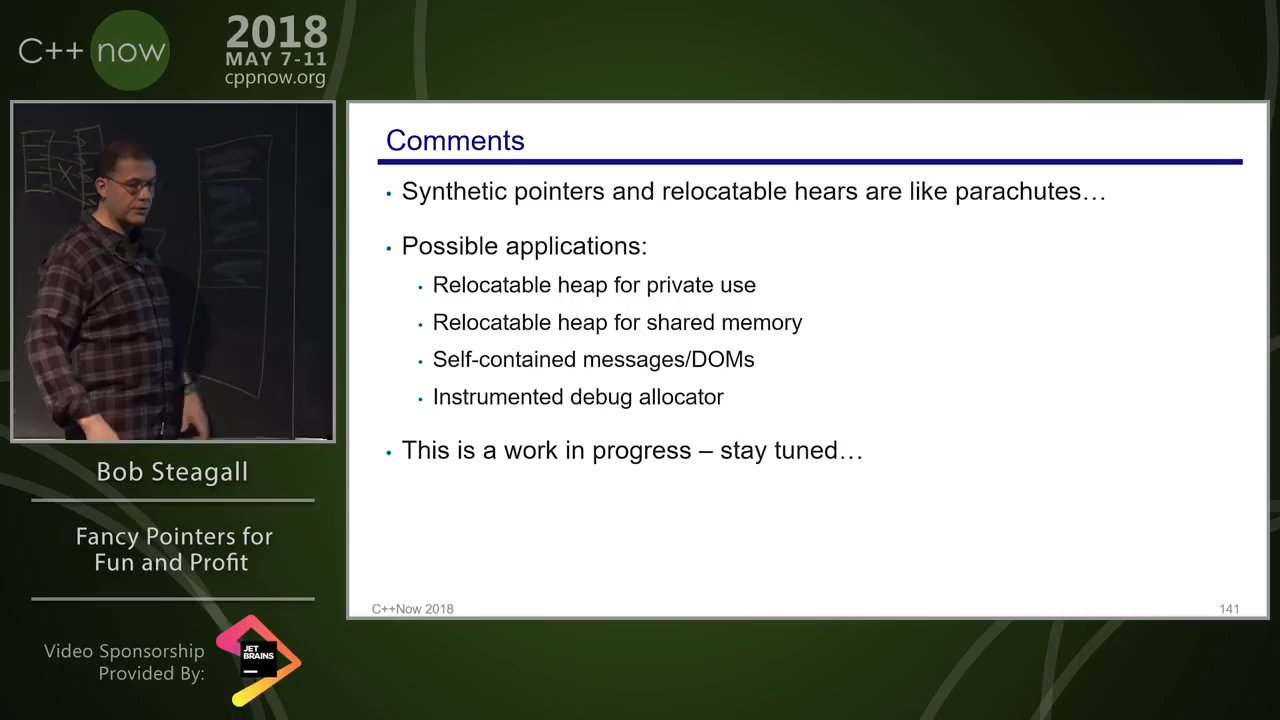 C++ now
2018
MAY 7-11
cppnow.org
Comments
Synthetic pointers and relocatable hears are like parachutes…
Possible applications:
Relocatable heap for private use
Relocatable heap for shared memory
Self-contained messages/DOMs
Instrumented debug allocator
This is a work in progress – stay tuned…
C++Now 2018
141
Bob Steagall
Fancy Pointers for
Fun and Profit
Video Sponsorship
Provided By:
JET
BRAINS